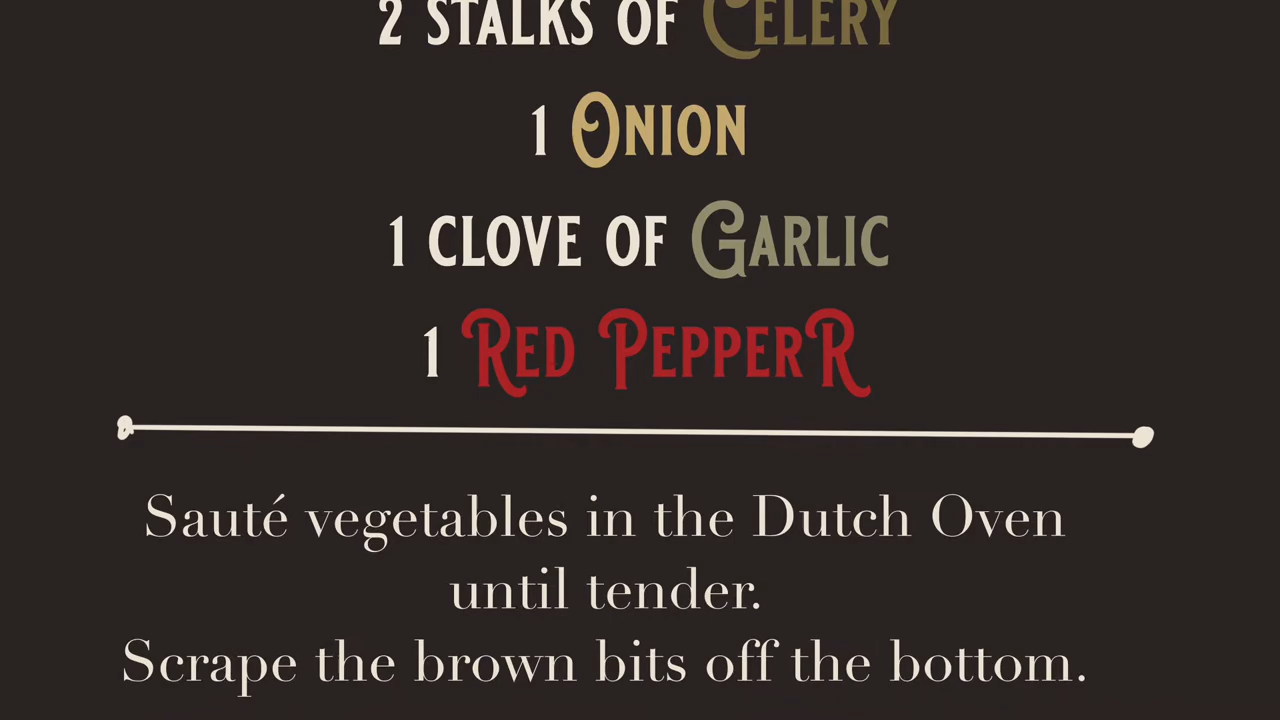 2 STALKS OF CELERY
1 ONION
1 CLOVE OF GARLIC
1 RED PEPPERR
Sauté vegetables in the Dutch Oven
until tender.
Scrape the brown bits off the bottom.